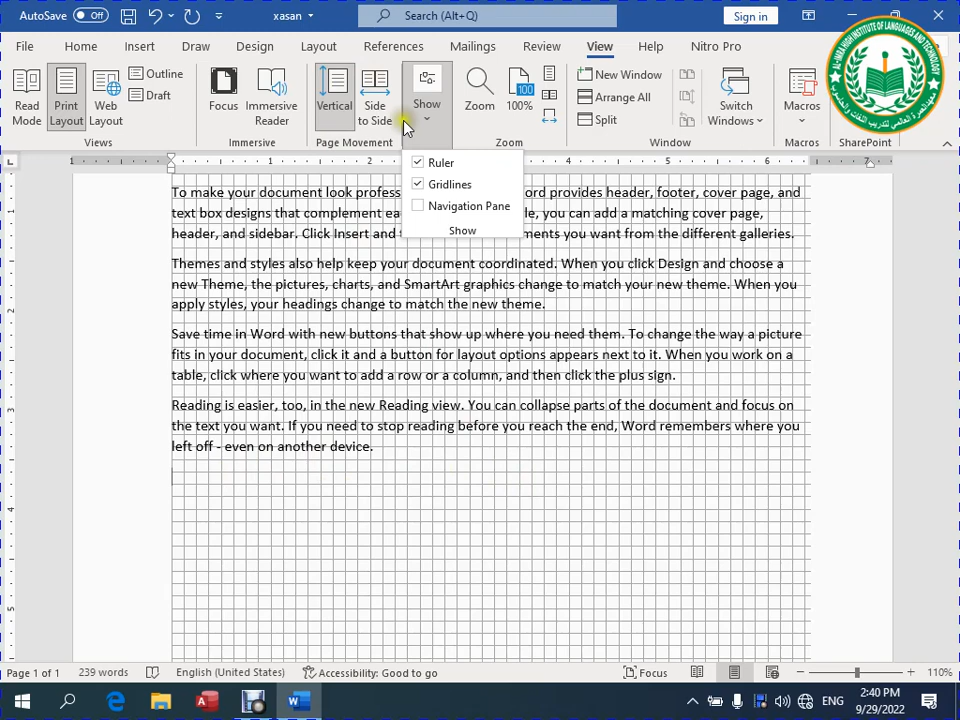 AutoSave Off xasan Search (Alt+Q) Sign in
File Home Insert Draw Design Layout References Mailings Review View Help Nitro Pro
Read Mode Print Layout Web Layout Outline Draft Focus Immersive Reader Vertical Side to Side Show Zoom 100% New Window Arrange All Split Switch Windows Macros
Views Immersive Page Movement Zoom Window Macros SharePoint
Ruler
Gridlines
Navigation Pane
Show
1 1 2 4 5 6 7
To make your document look profess ord provides header, footer, cover page, and
text box designs that complement ea le, you can add a matching cover page,
header, and sidebar. Click Insert and ments you want from the different galleries.
Themes and styles also help keep your document coordinated. When you click Design and choose a
new Theme, the pictures, charts, and SmartArt graphics change to match your new theme. When you
apply styles, your headings change to match the new theme.
Save time in Word with new buttons that show up where you need them. To change the way a picture
fits in your document, click it and a button for layout options appears next to it. When you work on a
table, click where you want to add a row or a column, and then click the plus sign.
Reading is easier, too, in the new Reading view. You can collapse parts of the document and focus on
the text you want. If you need to stop reading before you reach the end, Word remembers where you
left off - even on another device.
Page 1 of 1 239 words English (United States) Accessibility: Good to go Focus 110%
ENG 2:40 PM
9/29/2022